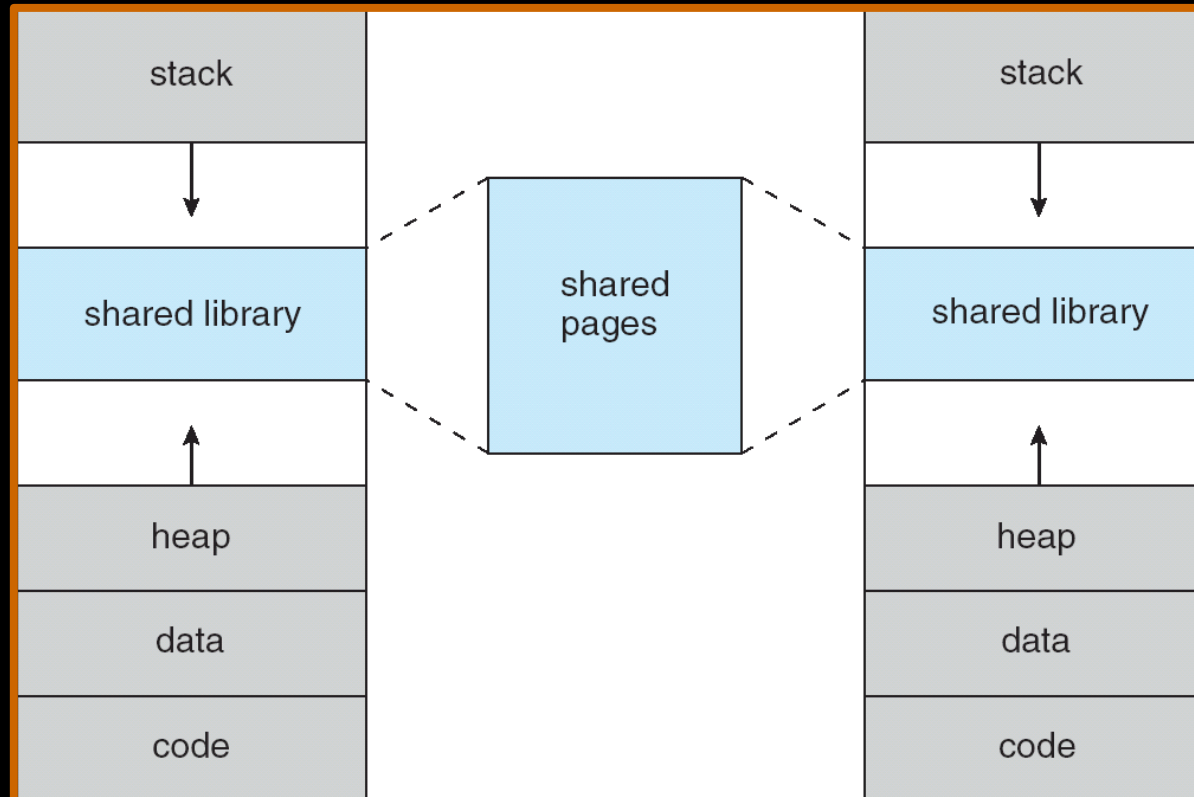 stack
shared library
heap
data
code
shared
pages
stack
shared library
heap
data
code